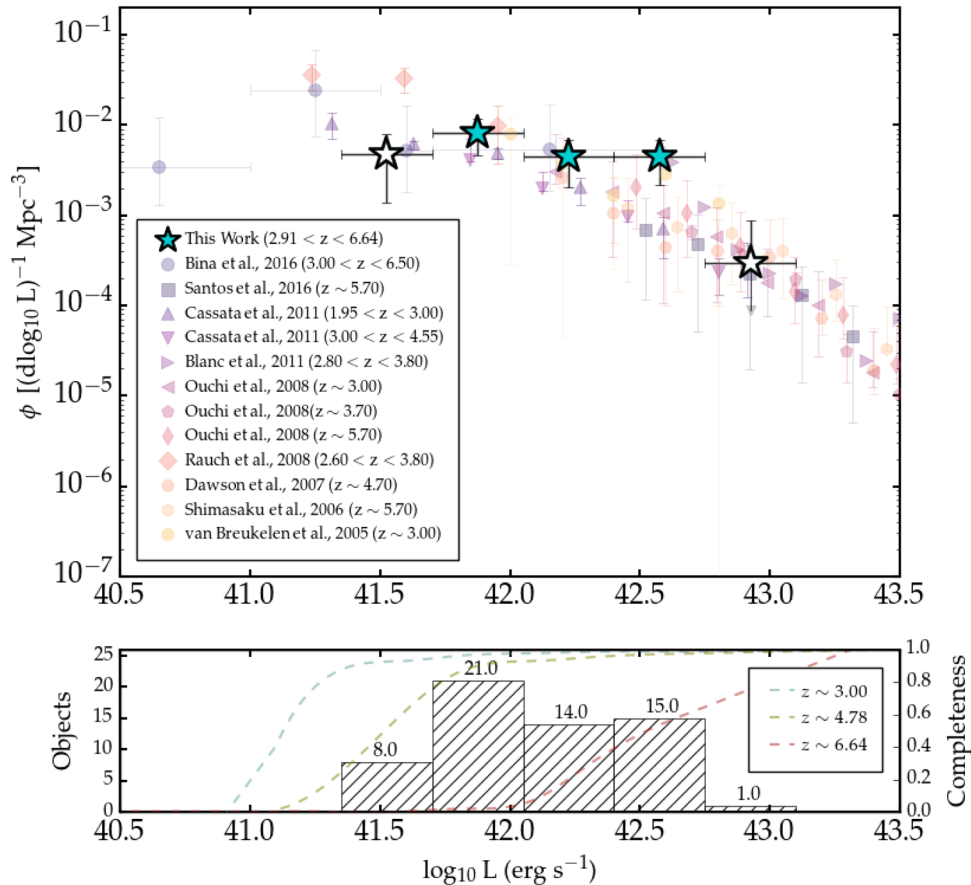 10⁻¹
10⁻²
10⁻³
10⁻⁴
10⁻⁵
10⁻⁶
10⁻⁷
ϕ [(dlog₁₀ L)⁻¹ Mpc⁻³]
This Work (2.91 < z < 6.64)
Bina et al., 2016 (3.00 < z < 6.50)
Santos et al., 2016 (z ∼ 5.70)
Cassata et al., 2011 (1.95 < z < 3.00)
Cassata et al., 2011 (3.00 < z < 4.55)
Blanc et al., 2011 (2.80 < z < 3.80)
Ouchi et al., 2008 (z ∼ 3.00)
Ouchi et al., 2008(z ∼ 3.70)
Ouchi et al., 2008 (z ∼ 5.70)
Rauch et al., 2008 (2.60 < z < 3.80)
Dawson et al., 2007 (z ∼ 4.70)
Shimasaku et al., 2006 (z ∼ 5.70)
van Breukelen et al., 2005 (z ∼ 3.00)
40.5 41.0 41.5 42.0 42.5 43.0 43.5
25
20
15
10
5
0
Objects
8.0
21.0
14.0
15.0
1.0
z ∼ 3.00
z ∼ 4.78
z ∼ 6.64
1.0
0.8
0.6
0.4
0.2
0.0
Completeness
40.5 41.0 41.5 42.0 42.5 43.0 43.5
log₁₀ L (erg s⁻¹)